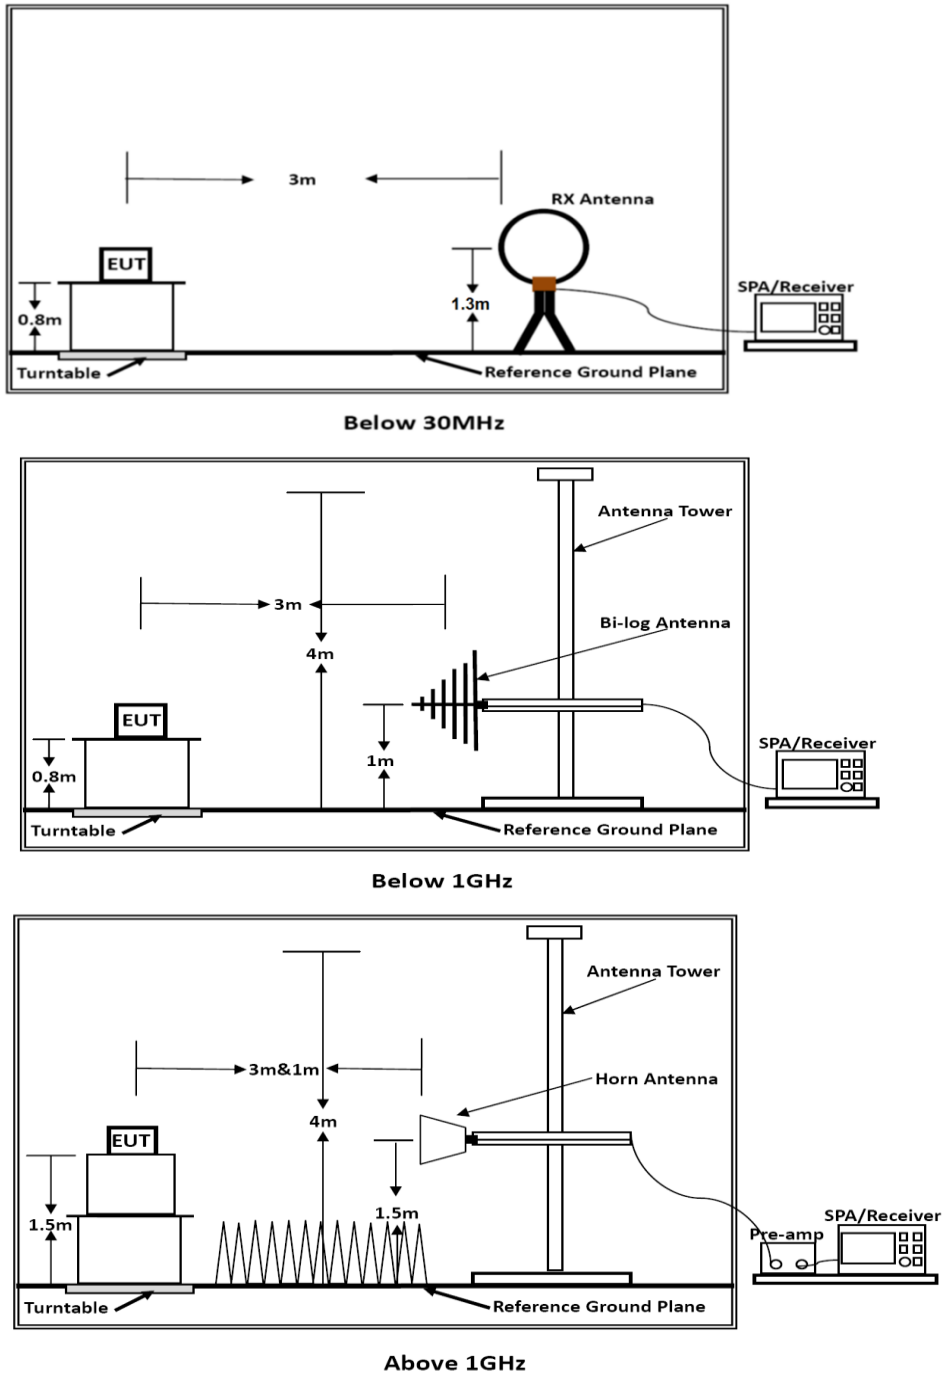 3m
RX Antenna
EUT
SPA/Receiver
1.3m
0.8m
Turntable
Reference Ground Plane
Below 30MHz
Antenna Tower
3m
Bi-log Antenna
4m
EUT
SPA/Receiver
1m
0.8m
Turntable
Reference Ground Plane
Below 1GHz
Antenna Tower
3m&1m
Horn Antenna
4m
EUT
1.5m
SPA/Receiver
1.5m
Pre-amp
Turntable
Reference Ground Plane
Above 1GHz